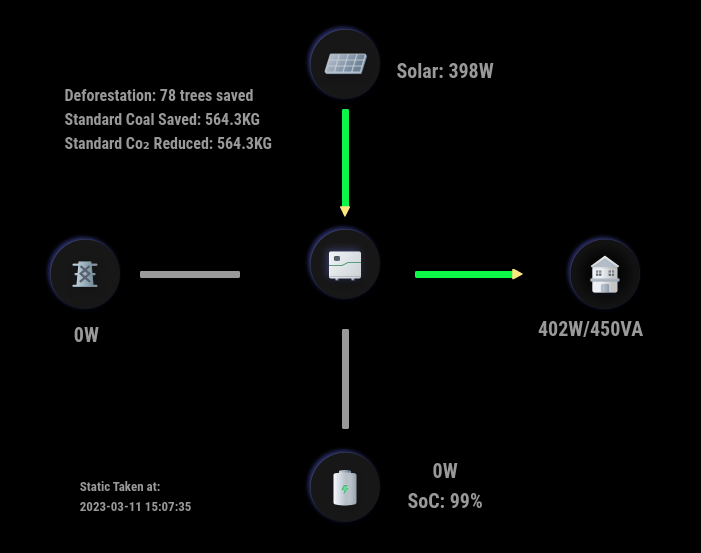 Solar: 398W
Deforestation: 78 trees saved
Standard Coal Saved: 564.3KG
Standard Co₂ Reduced: 564.3KG
0W
402W/450VA
0W
SoC: 99%
Static Taken at:
2023-03-11 15:07:35